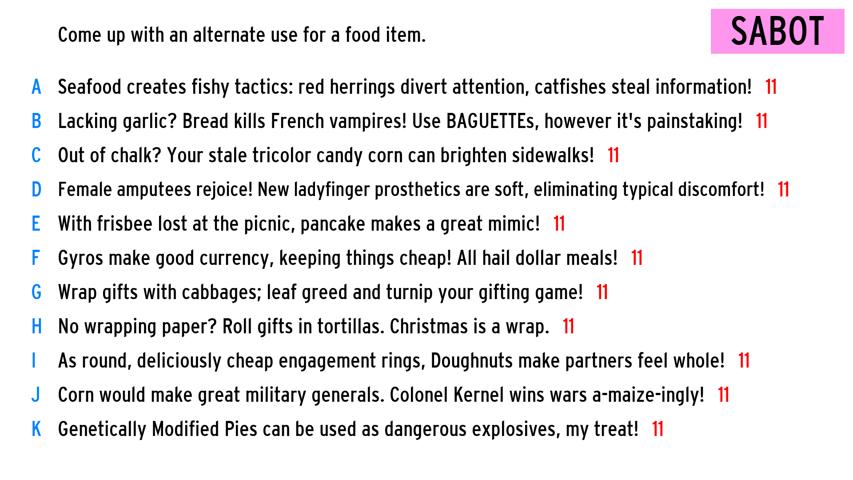 Come up with an alternate use for a food item.
SABOT
A Seafood creates fishy tactics: red herrings divert attention, catfishes steal information! 11
B Lacking garlic? Bread kills French vampires! Use BAGUETTEs, however it's painstaking! 11
C Out of chalk? Your stale tricolor candy corn can brighten sidewalks! 11
D Female amputees rejoice! New ladyfinger prosthetics are soft, eliminating typical discomfort! 11
E With frisbee lost at the picnic, pancake makes a great mimic! 11
F Gyros make good currency, keeping things cheap! All hail dollar meals! 11
G Wrap gifts with cabbages; leaf greed and turnip your gifting game! 11
H No wrapping paper? Roll gifts in tortillas. Christmas is a wrap. 11
I As round, deliciously cheap engagement rings, Doughnuts make partners feel whole! 11
J Corn would make great military generals. Colonel Kernel wins wars a-maize-ingly! 11
K Genetically Modified Pies can be used as dangerous explosives, my treat! 11